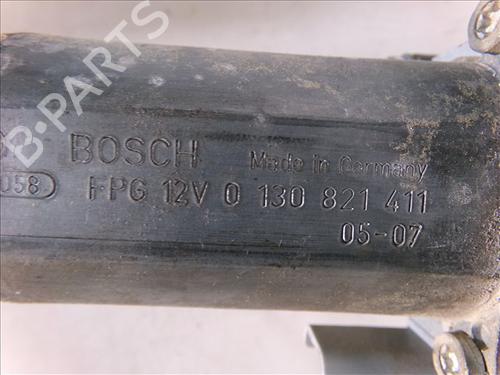 B-PARTS
BOSCH Made in Germany
058 FPG 12V 0 130 821 411
05-07